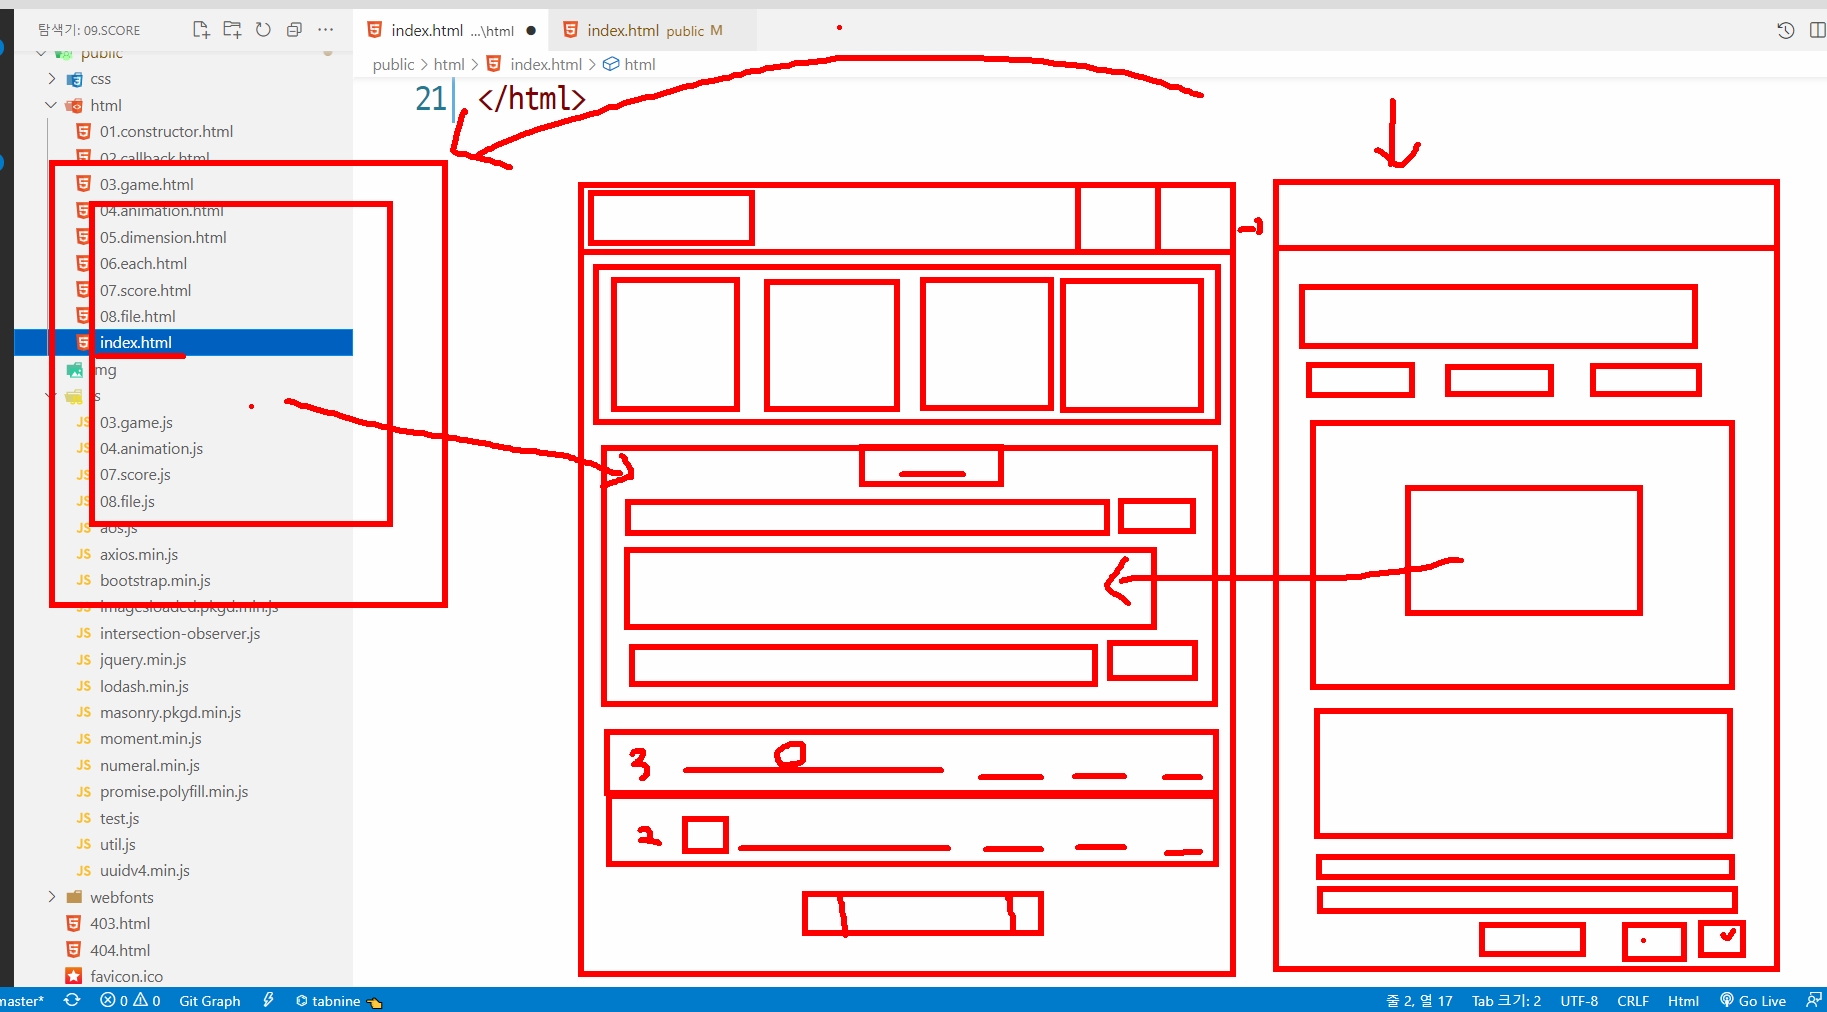 탐색기: 09.SCORE
index.html ...\html
index.html public M
public > html > index.html > html
21 </html>
public
css
html
01.constructor.html
02.callback.html
03.game.html
04.animation.html
05.dimension.html
06.each.html
07.score.html
08.file.html
index.html
img
js
03.game.js
04.animation.js
07.score.js
08.file.js
aos.js
axios.min.js
bootstrap.min.js
imagesloaded.pkgd.min.js
intersection-observer.js
jquery.min.js
lodash.min.js
masonry.pkgd.min.js
moment.min.js
numeral.min.js
promise.polyfill.min.js
test.js
util.js
uuidv4.min.js
webfonts
403.html
404.html
favicon.ico
3
2
master* 0 0 Git Graph tabnine 줄 2, 열 17 Tab 크기: 2 UTF-8 CRLF Html Go Live